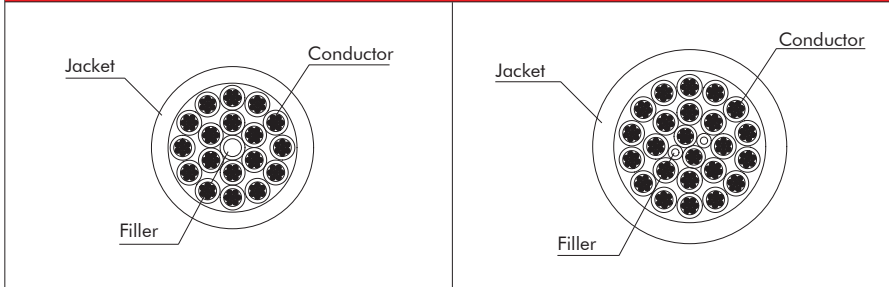 Conductor
Jacket
Filler
Conductor
Jacket
Filler